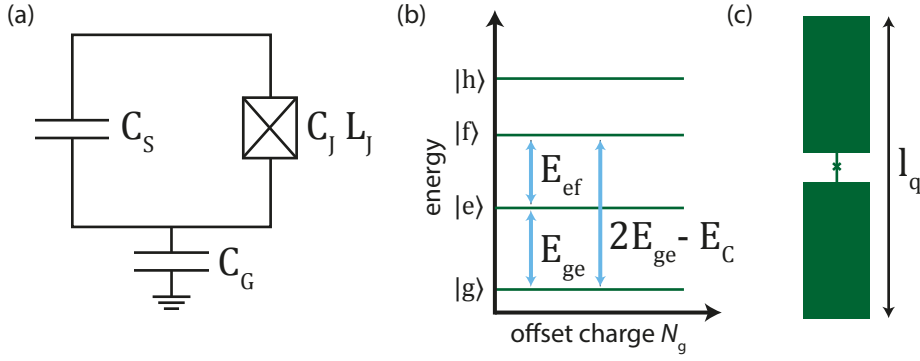 (a)
C_S
C_J L_J
C_G
(b)
energy
|h⟩
|f⟩
E_ef
|e⟩
E_ge
2E_ge - E_C
|g⟩
offset charge N_g
(c)
l_q